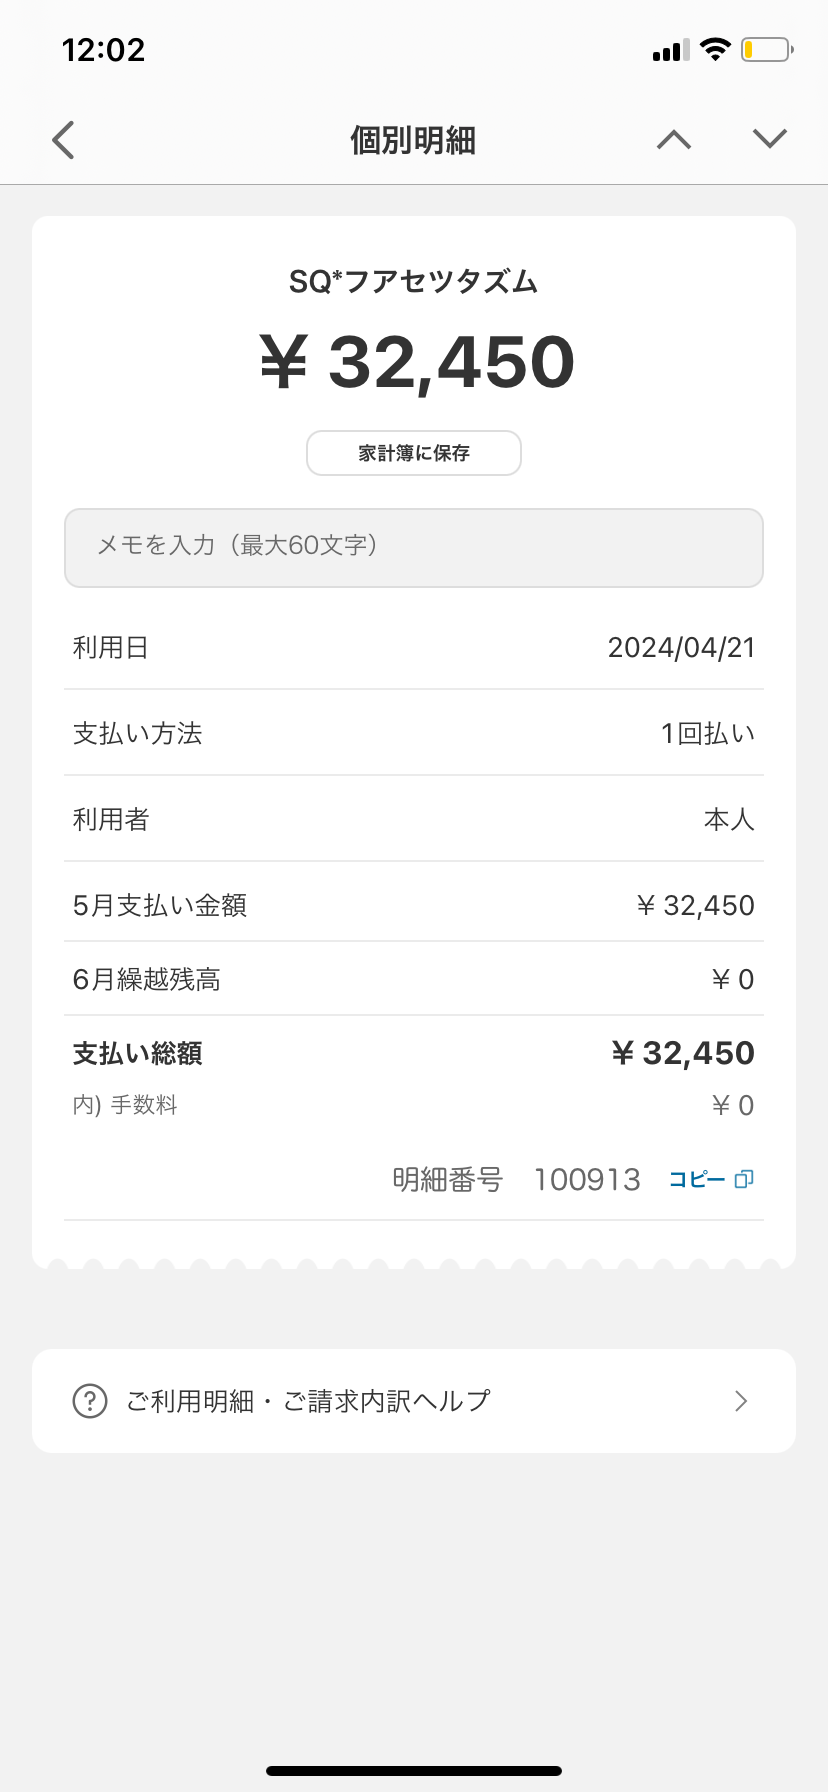 12:02
個別明細
SQ*フアセツタズム
¥ 32,450
家計簿に保存
メモを入力（最大60文字）
利用日 2024/04/21
支払い方法 1回払い
利用者 本人
5月支払い金額 ¥ 32,450
6月繰越残高 ¥ 0
支払い総額 ¥ 32,450
内) 手数料 ¥ 0
明細番号 100913 コピー
ご利用明細・ご請求内訳ヘルプ